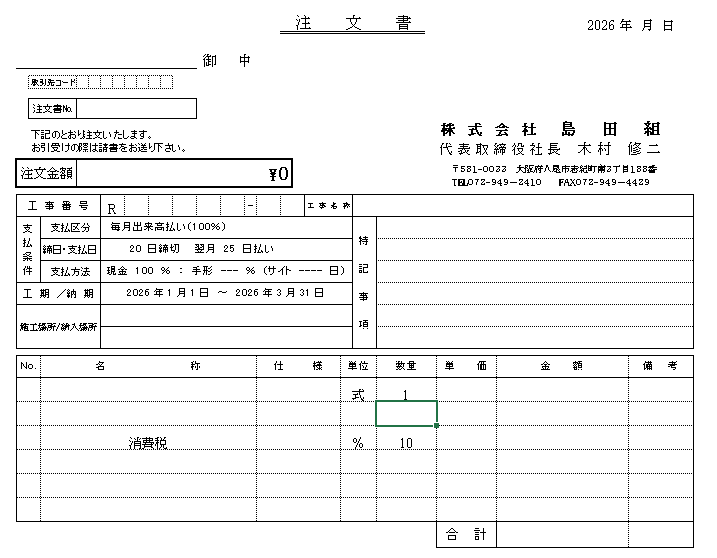 注 文 書
2026 年 月 日
御 中
取引先コード
注文書No.
下記のとおり注文いたします。
お引受けの際は請書をお送り下さい。
株式会社 島田組
代表取締役社長 木村 修二
〒581-0033 大阪府八尾市志紀町南3丁目188番
TEL072-949-2410 FAX072-949-4429
注文金額 ¥0
工 事 番 号 R - 工 事 名 称
支払条件 支払区分 毎月出来高払い(100%)
締日・支払日 20 日締切 翌月 25 日払い
支払方法 現金 100 % : 手形 --- % (サイト ---- 日)
特記事項
工 期 /納 期 2026 年 1 月 1 日 ~ 2026 年 3 月 31 日
施工場所/納入場所
No. 名 称 仕 様 単位 数量 単 価 金 額 備 考
式 1
消費税 % 10
合 計